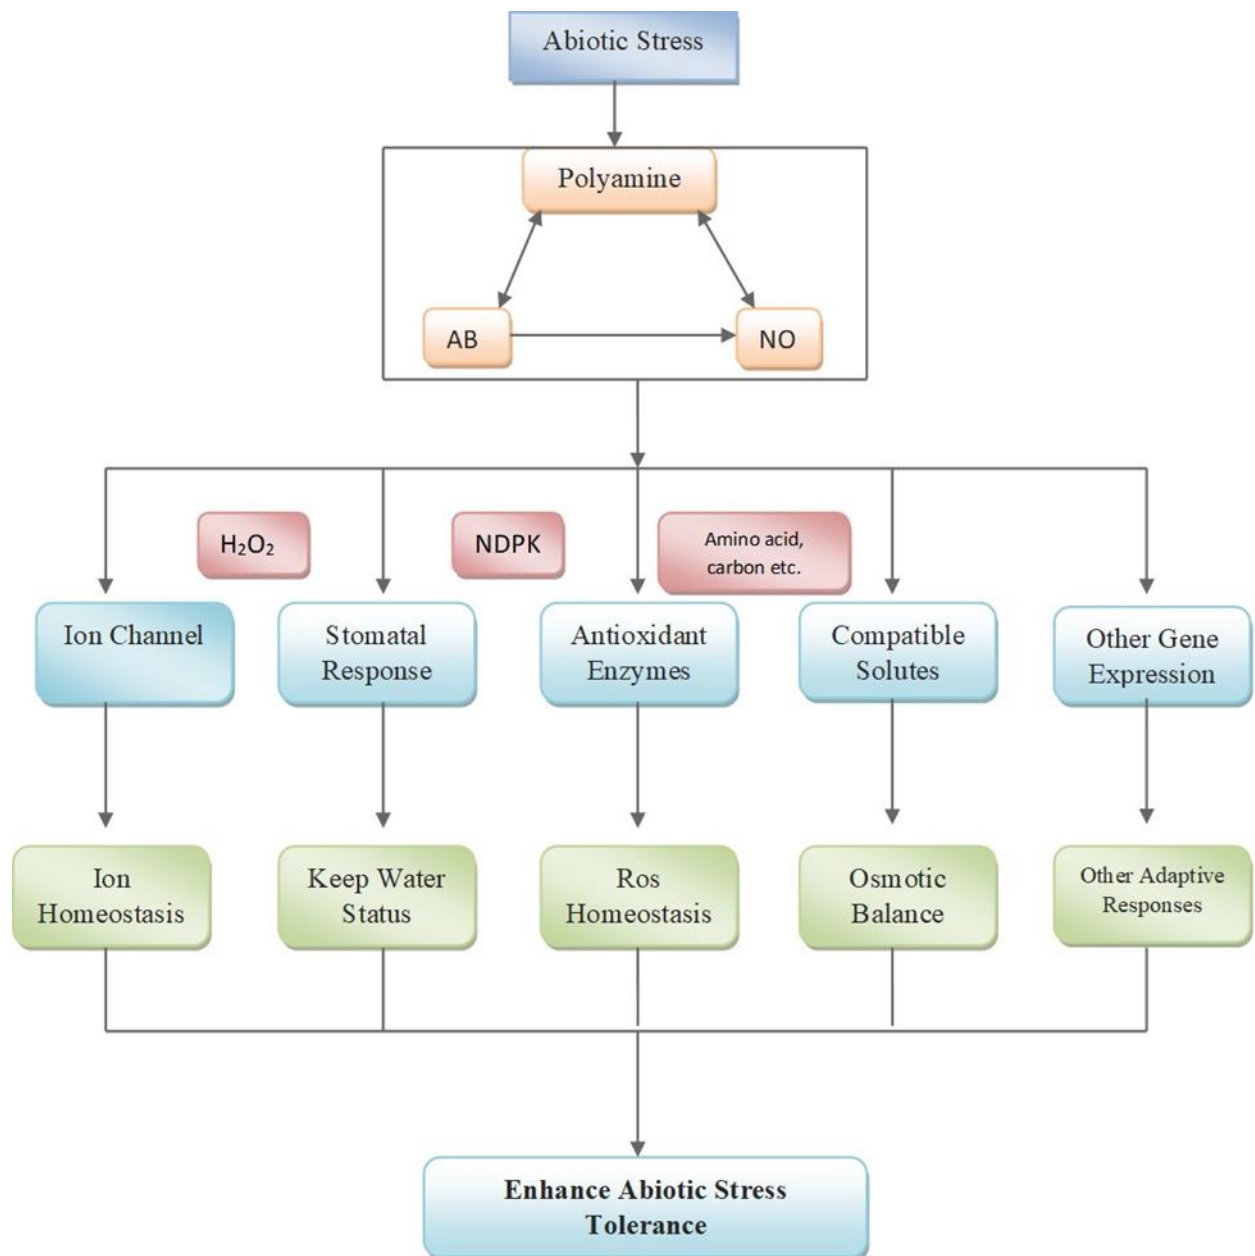 Abiotic Stress
Polyamine
AB
NO
H₂O₂
NDPK
Amino acid,
carbon etc.
Ion Channel
Stomatal
Response
Antioxidant
Enzymes
Compatible
Solutes
Other Gene
Expression
Ion
Homeostasis
Keep Water
Status
Ros
Homeostasis
Osmotic
Balance
Other Adaptive
Responses
Enhance Abiotic Stress
Tolerance